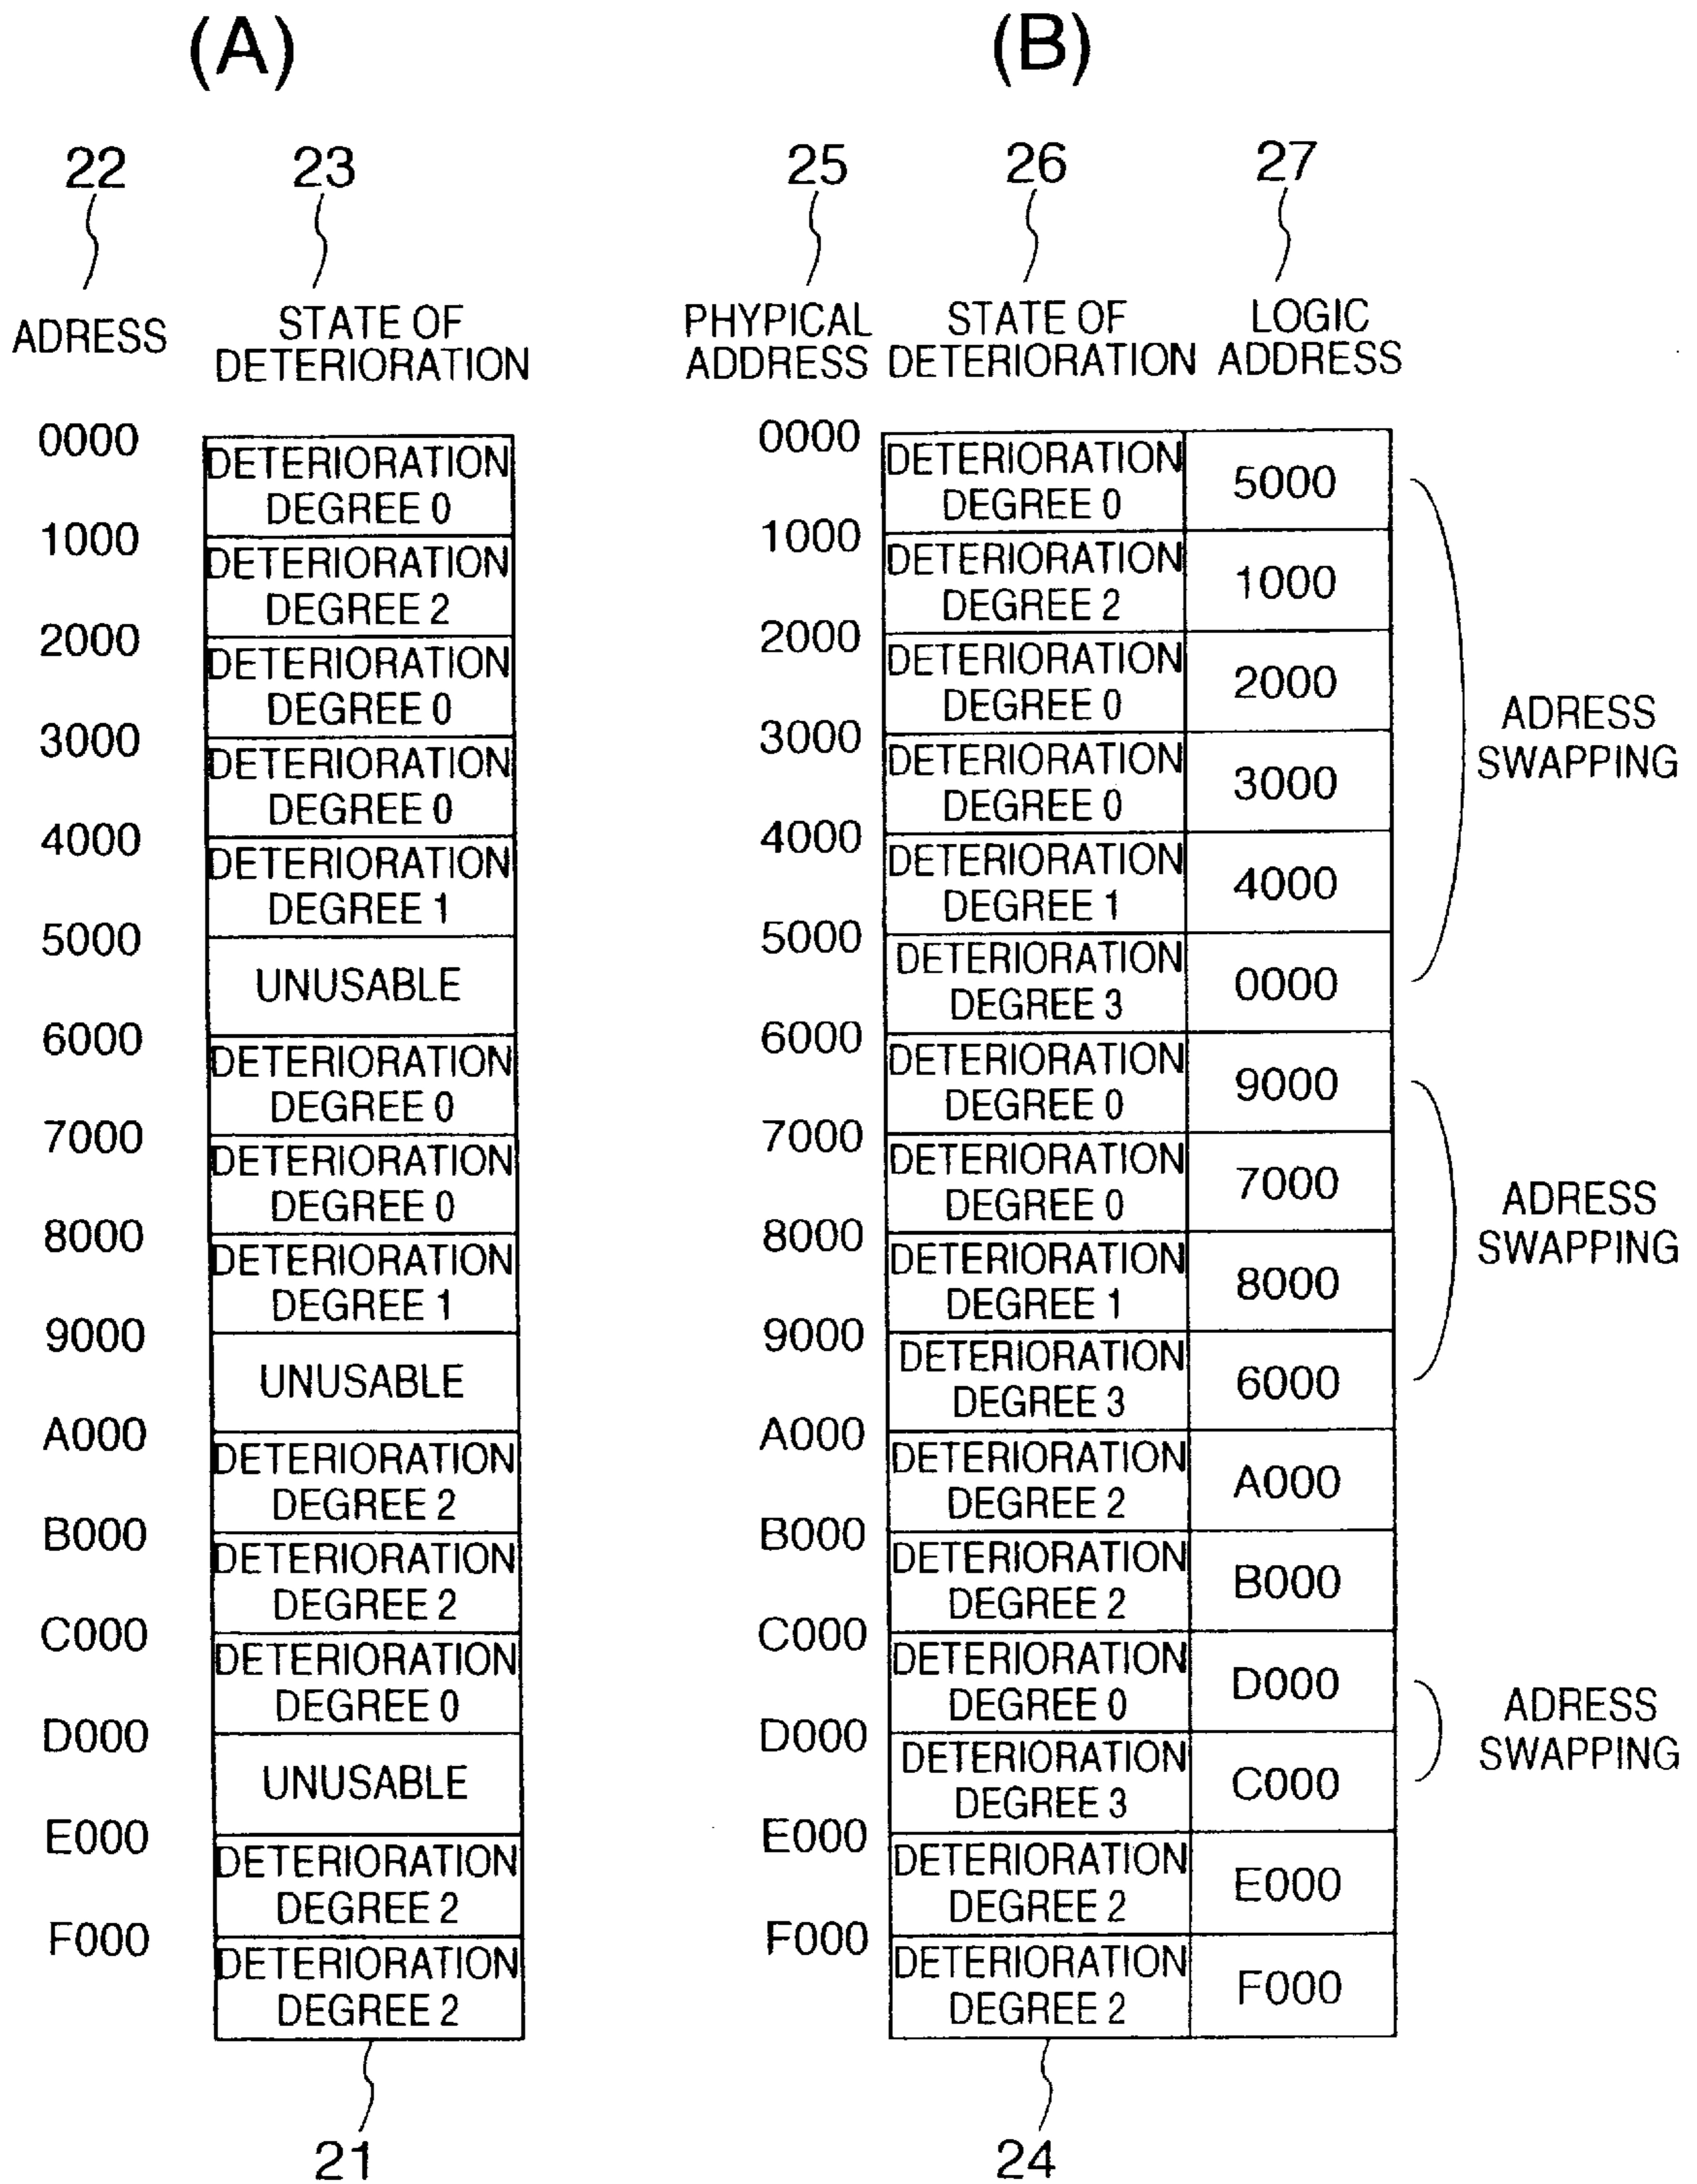 (A)
22
23
ADRESS
STATE OF
DETERIORATION
0000
DETERIORATION
DEGREE 0
1000
DETERIORATION
DEGREE 2
2000
DETERIORATION
DEGREE 0
3000
DETERIORATION
DEGREE 0
4000
DETERIORATION
DEGREE 1
5000
UNUSABLE
6000
DETERIORATION
DEGREE 0
7000
DETERIORATION
DEGREE 0
8000
DETERIORATION
DEGREE 1
9000
UNUSABLE
A000
DETERIORATION
DEGREE 2
B000
DETERIORATION
DEGREE 2
C000
DETERIORATION
DEGREE 0
D000
UNUSABLE
E000
DETERIORATION
DEGREE 2
F000
DETERIORATION
DEGREE 2
21
(B)
25
26
27
PHYPICAL
ADDRESS
STATE OF
DETERIORATION
LOGIC
ADDRESS
0000
DETERIORATION
DEGREE 0
5000
1000
DETERIORATION
DEGREE 2
1000
2000
DETERIORATION
DEGREE 0
2000
3000
DETERIORATION
DEGREE 0
3000
4000
DETERIORATION
DEGREE 1
4000
5000
DETERIORATION
DEGREE 3
0000
ADRESS
SWAPPING
6000
DETERIORATION
DEGREE 0
9000
7000
DETERIORATION
DEGREE 0
7000
8000
DETERIORATION
DEGREE 1
8000
9000
DETERIORATION
DEGREE 3
6000
ADRESS
SWAPPING
A000
DETERIORATION
DEGREE 2
A000
B000
DETERIORATION
DEGREE 2
B000
C000
DETERIORATION
DEGREE 0
D000
D000
DETERIORATION
DEGREE 3
C000
ADRESS
SWAPPING
E000
DETERIORATION
DEGREE 2
E000
F000
DETERIORATION
DEGREE 2
F000
24